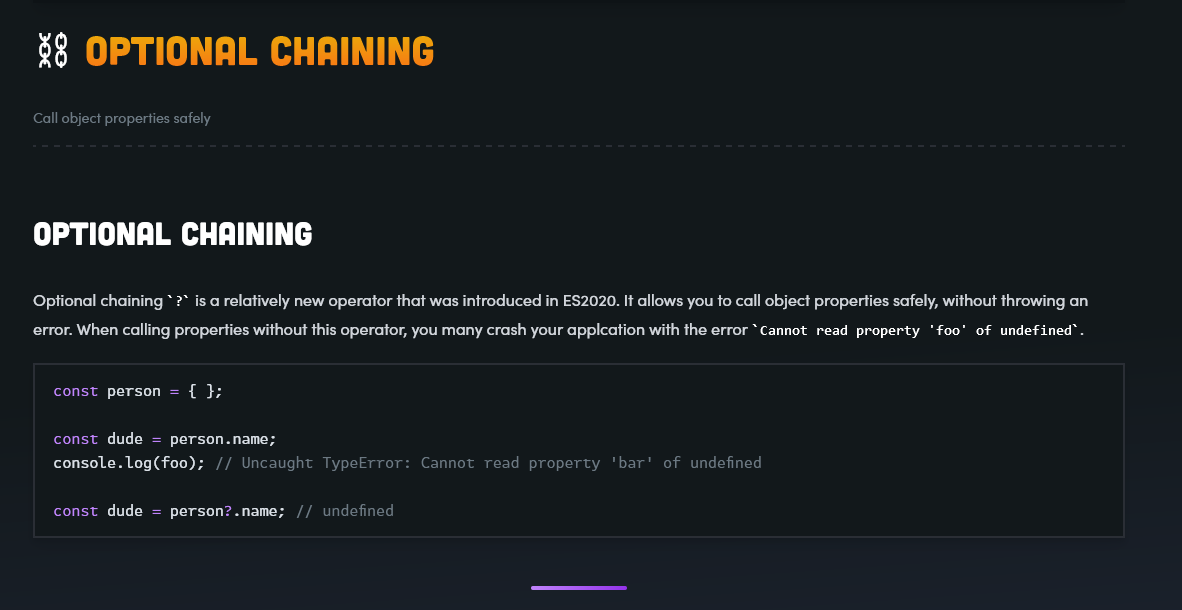 OPTIONAL CHAINING
Call object properties safely
OPTIONAL CHAINING
Optional chaining `?` is a relatively new operator that was introduced in ES2020. It allows you to call object properties safely, without throwing an
error. When calling properties without this operator, you many crash your applcation with the error `Cannot read property 'foo' of undefined`.
const person = { };
const dude = person.name;
console.log(foo); // Uncaught TypeError: Cannot read property 'bar' of undefined
const dude = person?.name; // undefined